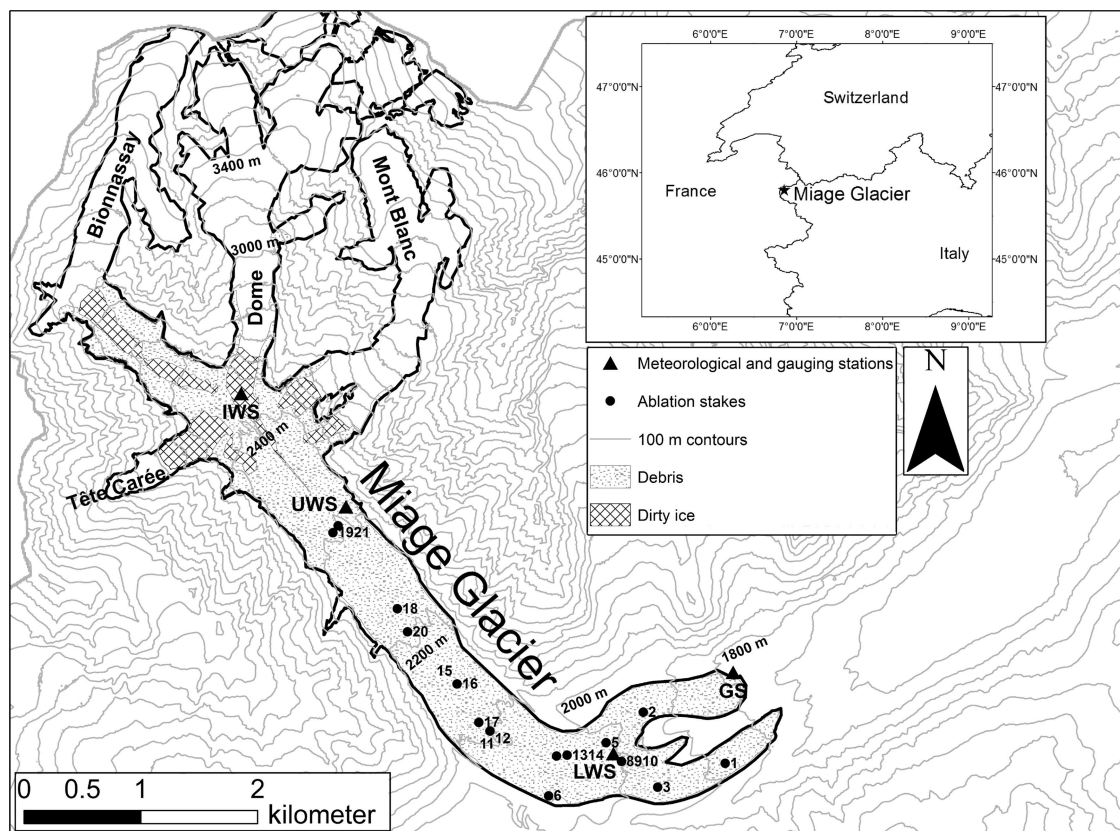 6°0'0"E 7°0'0"E 8°0'0"E 9°0'0"E
47°0'0"N 47°0'0"N
Switzerland
46°0'0"N 46°0'0"N
France
Miage Glacier
45°0'0"N 45°0'0"N
Italy
6°0'0"E 7°0'0"E 8°0'0"E 9°0'0"E
Bionnassay
3400 m
Mont Blanc
3000 m
Dome
IWS
2400 m
Tête Carée
UWS
1921
Miage Glacier
18
20
2200 m
15
16
17
12
11
2000 m
1800 m
GS
2
5
1314
LWS
8910
1
3
6
Meteorological and gauging stations
Ablation stakes
100 m contours
Debris
Dirty ice
N
0 0.5 1 2
kilometer